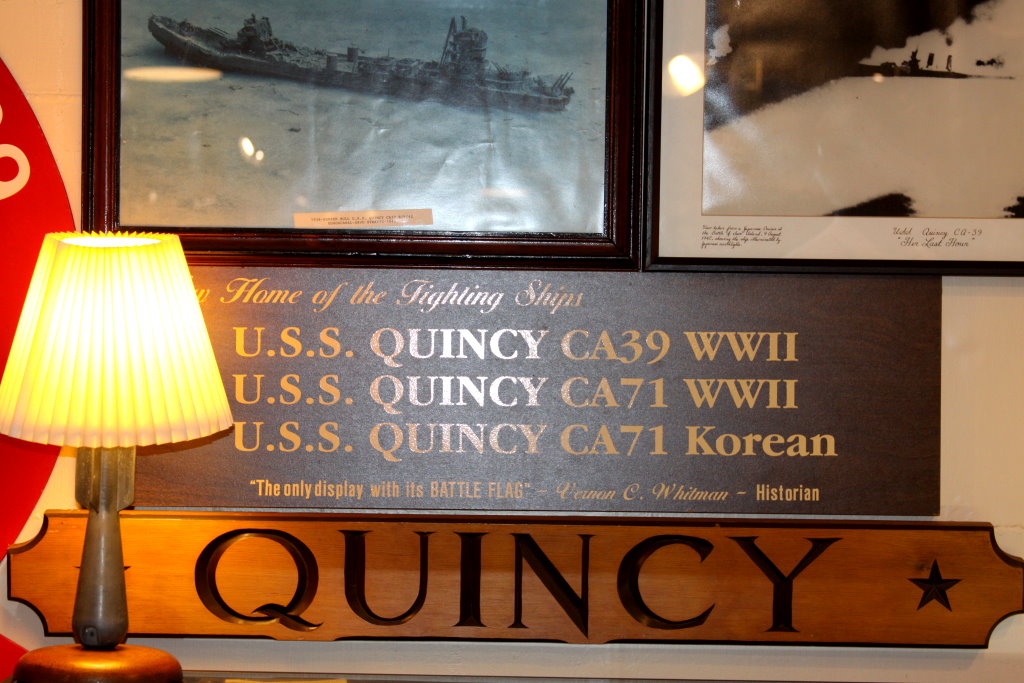 Home of the Fighting Ships
U.S.S. QUINCY CA39 WWII
U.S.S. QUINCY CA71 WWII
U.S.S. QUINCY CA71 Korean
"The only display with its BATTLE FLAG" - Vernon C. Whitman - Historian
QUINCY
Quincy CA-39
"Her Last Hour"